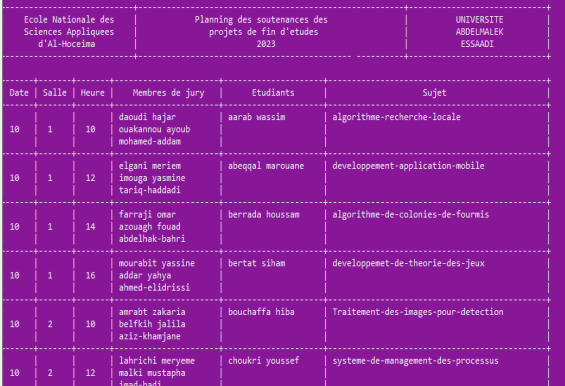 Ecole Nationale des | Planning des soutenances des | UNIVERSITE
Sciences Appliquees | projets de fin d'etudes | ABDELMALEK
d'Al-Hoceima | 2023 | ESSAADI
Date | Salle | Heure | Membres de jury | Etudiants | Sujet
daoudi hajar | aarab wassim | algorithme-recherche-locale
10 | 1 | 10 | ouakannou ayoub
mohamed-addam
elgani meriem | abeqqal marouane | developpement-application-mobile
10 | 1 | 12 | imouga yasmine
tariq-haddadi
farraji omar | berrada houssam | algorithme-de-colonies-de-fourmis
10 | 1 | 14 | azouagh fouad
abdelhak-bahri
mourabit yassine | bertat siham | developpemet-de-theorie-des-jeux
10 | 1 | 16 | addar yahya
ahmed-elidrissi
amrabt zakaria | bouchaffa hiba | Traitement-des-images-pour-detection
10 | 2 | 10 | belfkih jalila
aziz-khamjane
lahrichi meryeme | choukri youssef | systeme-de-management-des-processus
10 | 2 | 12 | malki mustapha